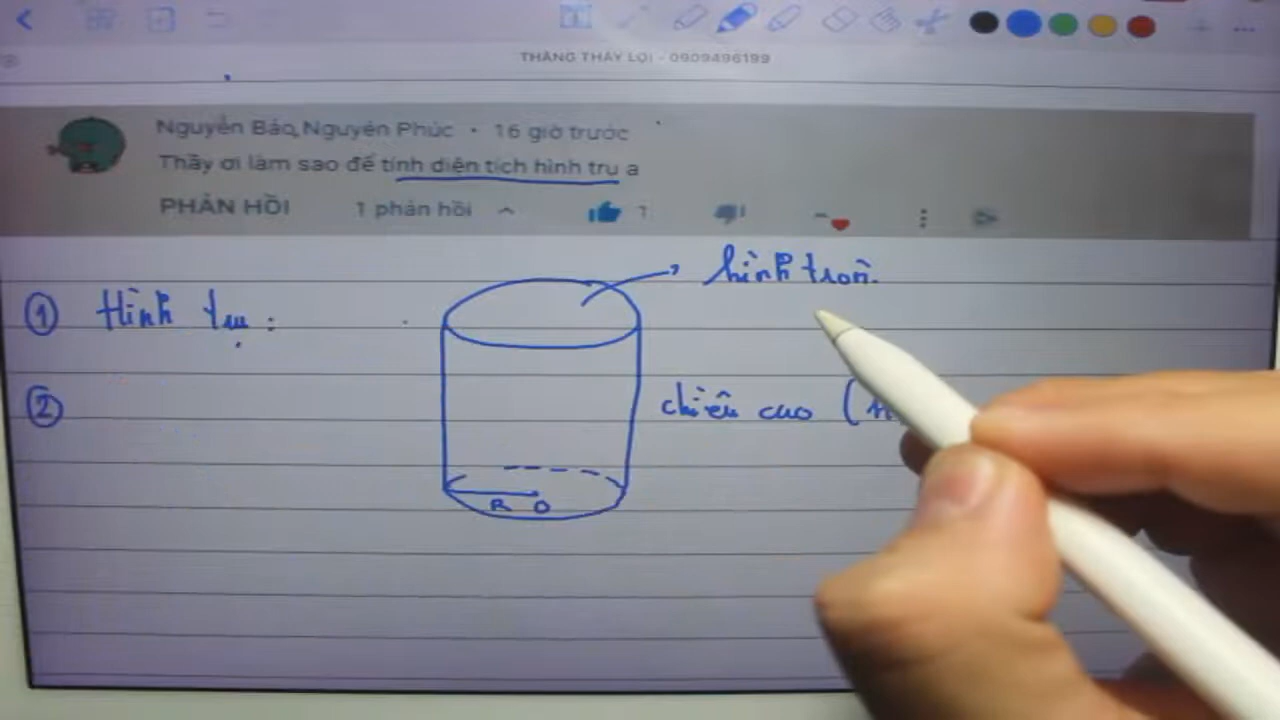 THẮNG THẦY LỢI - 0909496199
Nguyễn Bảo Nguyên Phúc • 16 giờ trước
Thầy ơi làm sao để tính diện tích hình trụ a
PHẢN HỒI 1 phản hồi 1
hình tròn.
① Hình trụ :
② chiều cao (
R O